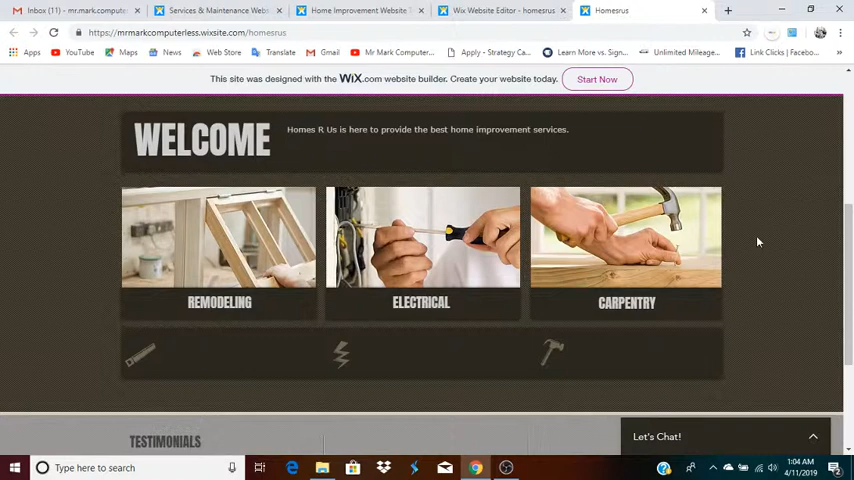 Inbox (11) - mr.mark.compute
Services & Maintenance Web
Home Improvement Website T
Wix Website Editor - homesrus
Homesrus
https://mrmarkcomputerless.wixsite.com/homesrus
Apps
YouTube
Maps
News
Web Store
Translate
Gmail
Mr Mark Computer T...
Apply - Strategy Ca...
Learn More vs. Sign...
Unlimited Mileage...
Link Clicks | Facebo...
This site was designed with the WiX.com website builder. Create your website today.
Start Now
WELCOME
Homes R Us is here to provide the best home improvement services.
REMODELING
ELECTRICAL
CARPENTRY
TESTIMONIALS
Let's Chat!
Type here to search
1:04 AM
4/11/2019
2